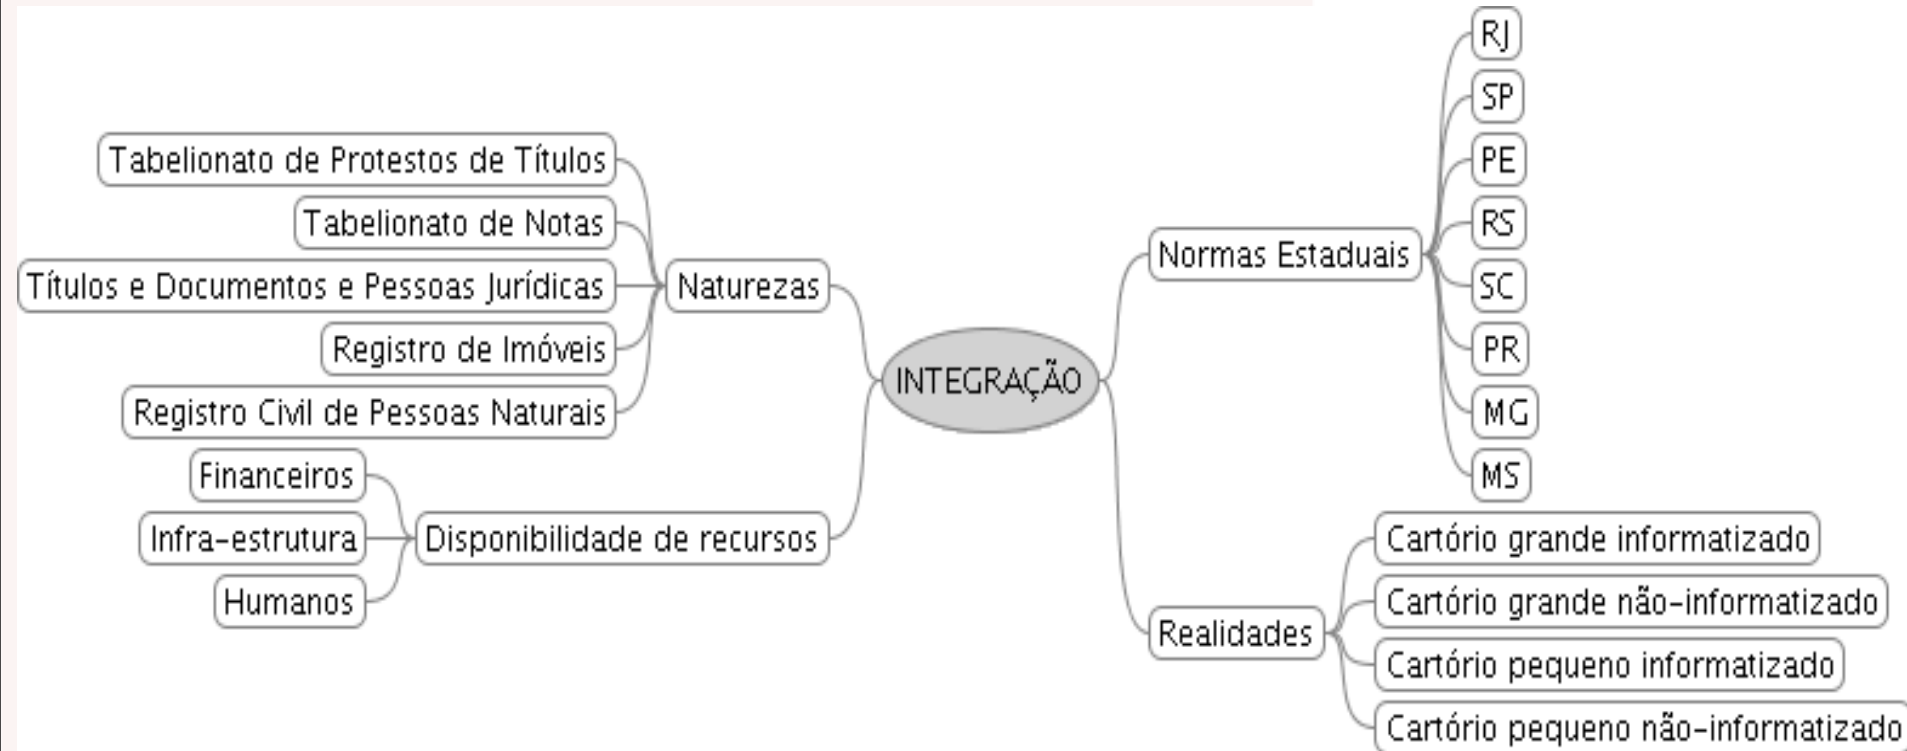 INTEGRAÇÃO
Naturezas
Tabelionato de Protestos de Títulos
Tabelionato de Notas
Títulos e Documentos e Pessoas Jurídicas
Registro de Imóveis
Registro Civil de Pessoas Naturais
Disponibilidade de recursos
Financeiros
Infra-estrutura
Humanos
Normas Estaduais
RJ
SP
PE
RS
SC
PR
MG
MS
Realidades
Cartório grande informatizado
Cartório grande não-informatizado
Cartório pequeno informatizado
Cartório pequeno não-informatizado